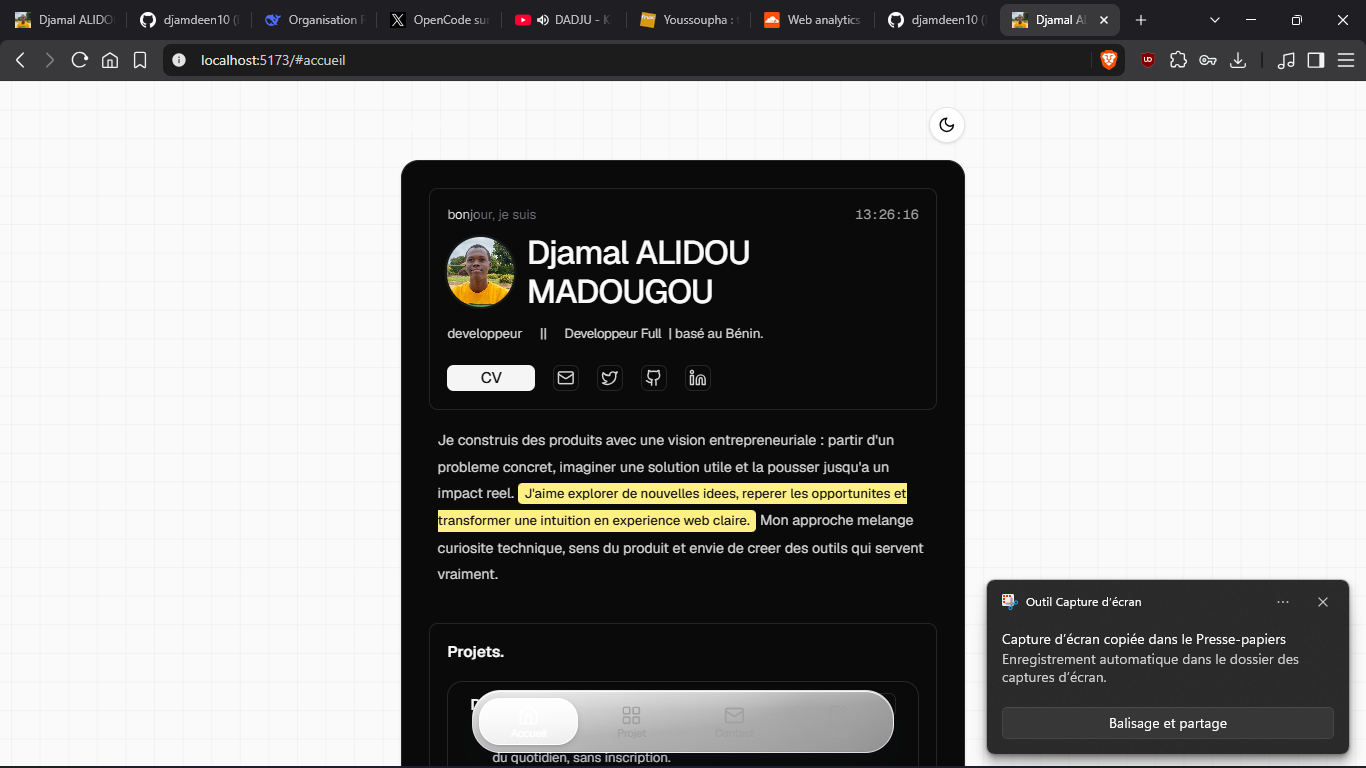 Djamal ALIDO
djamdeen10 (
Organisation F
OpenCode sur
DADJU - K
Youssoupha :
Web analytics
djamdeen10 (
Djamal Al
localhost:5173/#accueil
bonjour, je suis
13:26:16
Djamal ALIDOU
MADOUGOU
developpeur || Developpeur Full | basé au Bénin.
CV
Je construis des produits avec une vision entrepreneuriale : partir d'un
probleme concret, imaginer une solution utile et la pousser jusqu'a un
impact reel. J'aime explorer de nouvelles idees, reperer les opportunites et
transformer une intuition en experience web claire. Mon approche melange
curiosite technique, sens du produit et envie de creer des outils qui servent
vraiment.
Projets.
Accueil
Projet
Contact
du quotidien, sans inscription.
Outil Capture d'écran
Capture d'écran copiée dans le Presse-papiers
Enregistrement automatique dans le dossier des
captures d'écran.
Balisage et partage